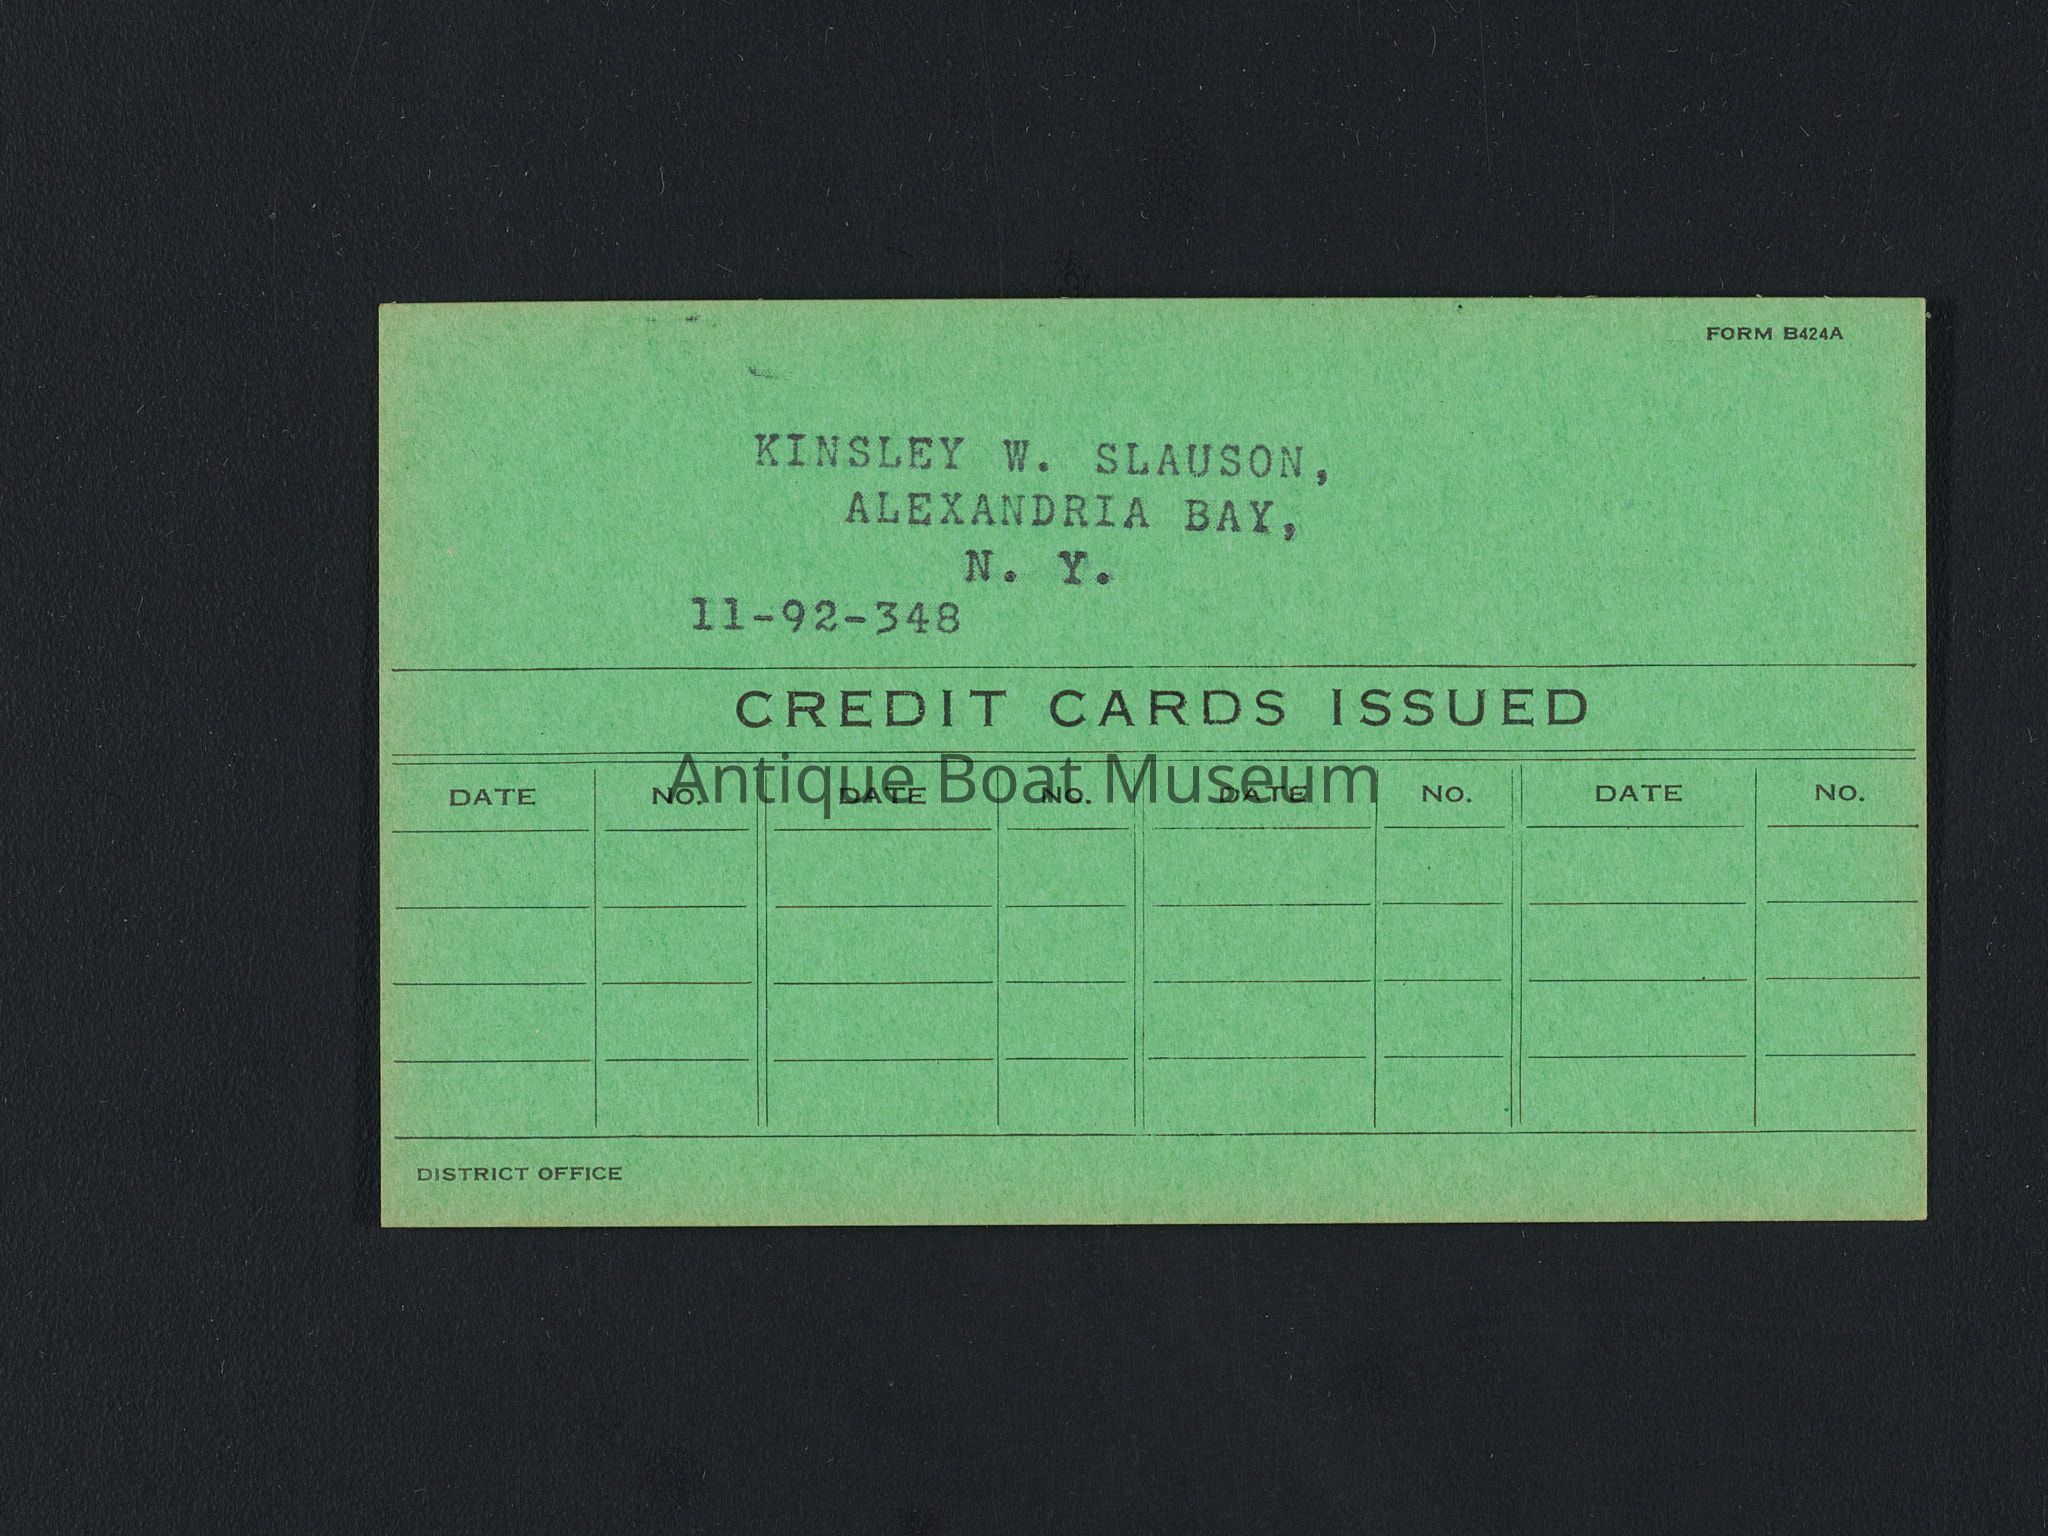 FORM B424A
KINSLEY W. SLAUSON,
ALEXANDRIA BAY,
N. Y.
11-92-348
CREDIT CARDS ISSUED
Antique Boat Museum
DATE NO. DATE NO. DATE NO. DATE NO.
DISTRICT OFFICE